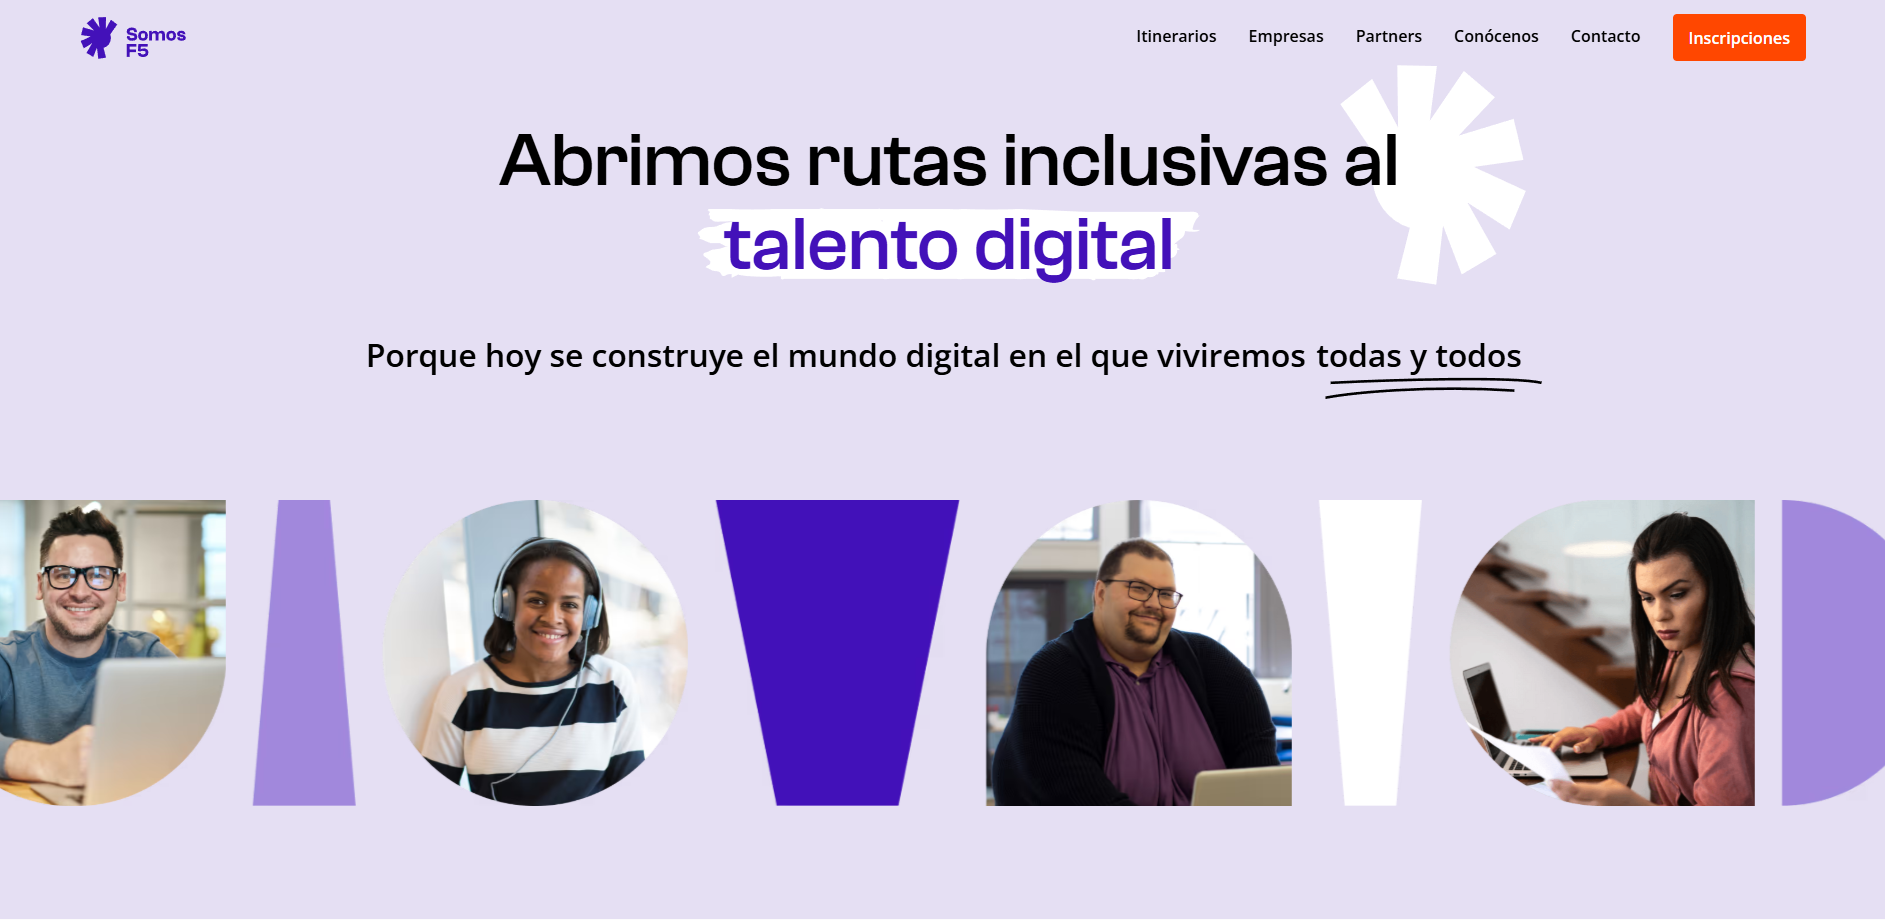 Somos
F5
Itinerarios Empresas Partners Conócenos Contacto Inscripciones
Abrimos rutas inclusivas al
talento digital
Porque hoy se construye el mundo digital en el que viviremos todas y todos